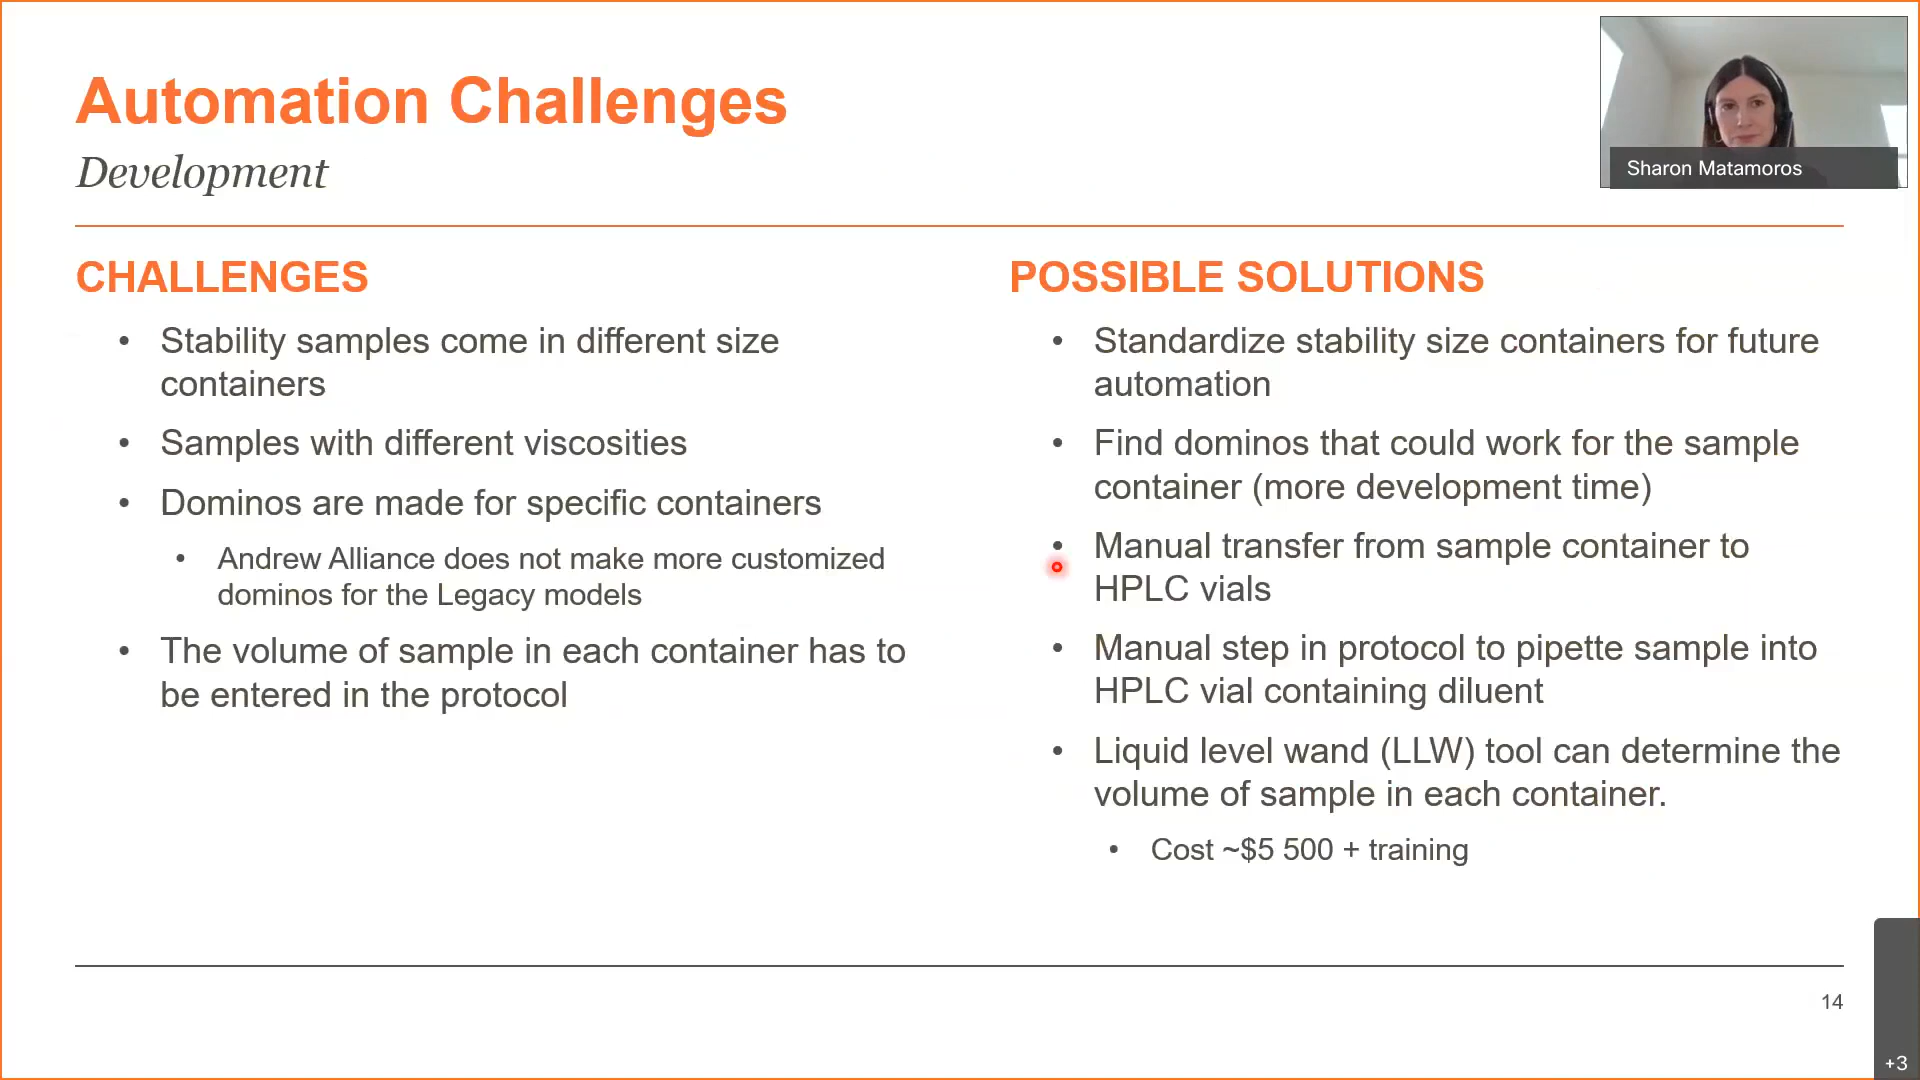 Automation Challenges
Development
Sharon Matamoros
CHALLENGES
• Stability samples come in different size
containers
• Samples with different viscosities
• Dominos are made for specific containers
• Andrew Alliance does not make more customized
dominos for the Legacy models
• The volume of sample in each container has to
be entered in the protocol
POSSIBLE SOLUTIONS
• Standardize stability size containers for future
automation
• Find dominos that could work for the sample
container (more development time)
• Manual transfer from sample container to
HPLC vials
• Manual step in protocol to pipette sample into
HPLC vial containing diluent
• Liquid level wand (LLW) tool can determine the
volume of sample in each container.
• Cost ~$5 500 + training
14
+3